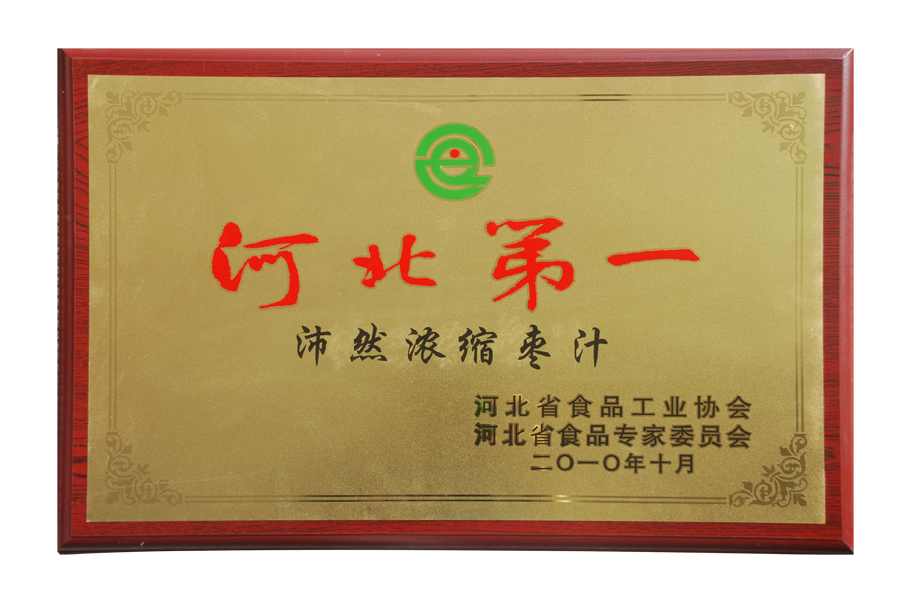 河北第一
沛然浓缩枣汁
河北省食品工业协会
河北省食品专家委员会
二〇一〇年十月